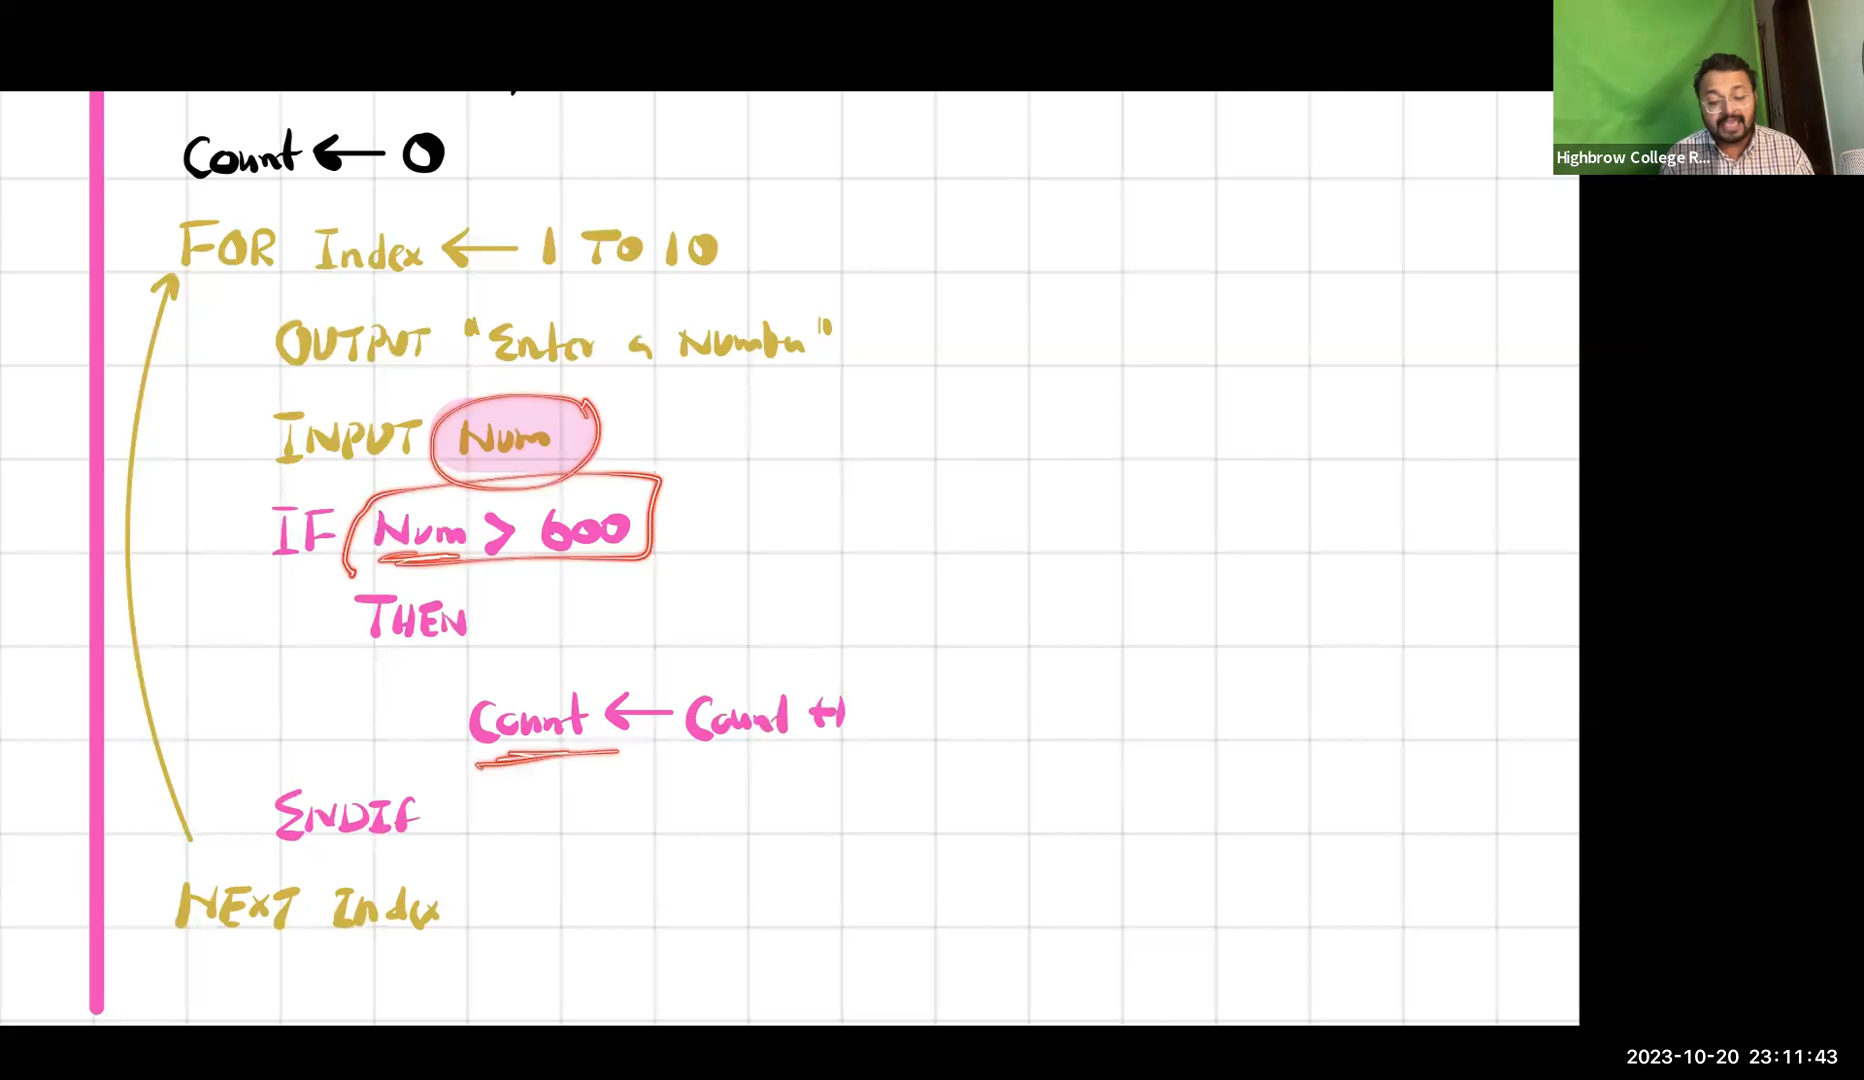 Count ← 0
FOR Index ← 1 TO 10
OUTPUT "Enter a Number"
INPUT Num
IF Num > 600
THEN
Count ← Count +1
ENDIF
NEXT Index
Highbrow College R...
2023-10-20 23:11:43